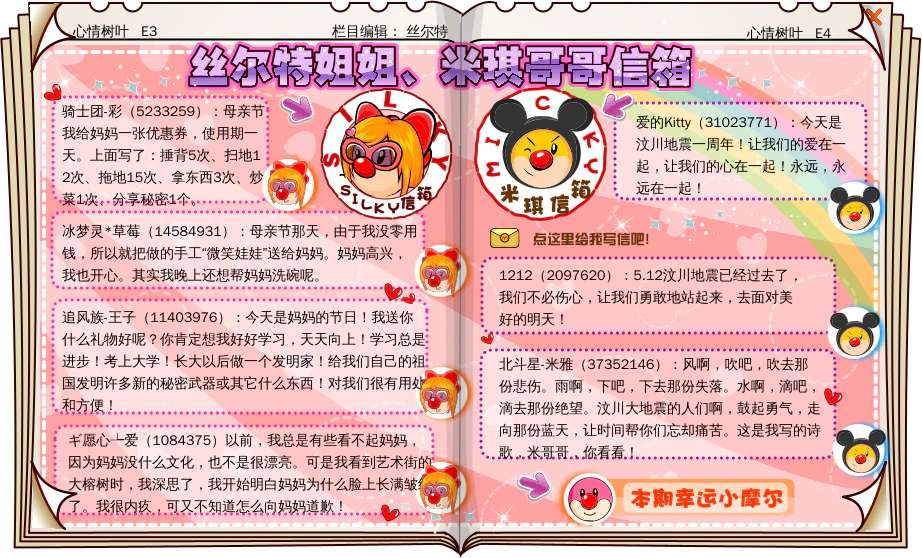 心情树叶 E3
栏目编辑： 丝尔特
心情树叶 E4
丝尔特姐姐、米琪哥哥信箱
骑士团-彩（5233259）：母亲节
我给妈妈一张优惠券，使用期一
天。上面写了：捶背5次、扫地1
2次、拖地15次、拿东西3次、炒
菜1次、分享秘密1个。
SILKY
SILKY信箱
冰梦灵*草莓（14584931）：母亲节那天，由于我没零用
钱，所以就把做的手工“微笑娃娃”送给妈妈。妈妈高兴，
我也开心。其实我晚上还想帮妈妈洗碗呢。
追风族-王子（11403976）：今天是妈妈的节日！我送你
什么礼物好呢？你肯定想我好好学习，天天向上！学习总是
进步！考上大学！长大以后做一个发明家！给我们自己的祖
国发明许多新的秘密武器或其它什么东西！对我们很有用处
和方便！
ギ愿心┺爱（1084375）以前，我总是有些看不起妈妈，
因为妈妈没什么文化，也不是很漂亮。可是我看到艺术街的
大榕树时，我深思了，我开始明白妈妈为什么脸上长满皱纹
了。我很内疚，可又不知道怎么向妈妈道歉！
MICKY
米琪信箱
爱的Kitty（31023771）：今天是
汶川地震一周年！让我们的爱在一
起，让我们的心在一起！永远，永
远在一起！
点这里给我写信吧!
1212（2097620）：5.12汶川地震已经过去了，
我们不必伤心，让我们勇敢地站起来，去面对美
好的明天！
北斗星-米雅（37352146）：风啊，吹吧，吹去那
份悲伤。雨啊，下吧，下去那份失落。水啊，滴吧，
滴去那份绝望。汶川大地震的人们啊，鼓起勇气，走
向那份蓝天，让时间帮你们忘却痛苦。这是我写的诗
歌，米哥哥，你看看！
本期幸运小摩尔